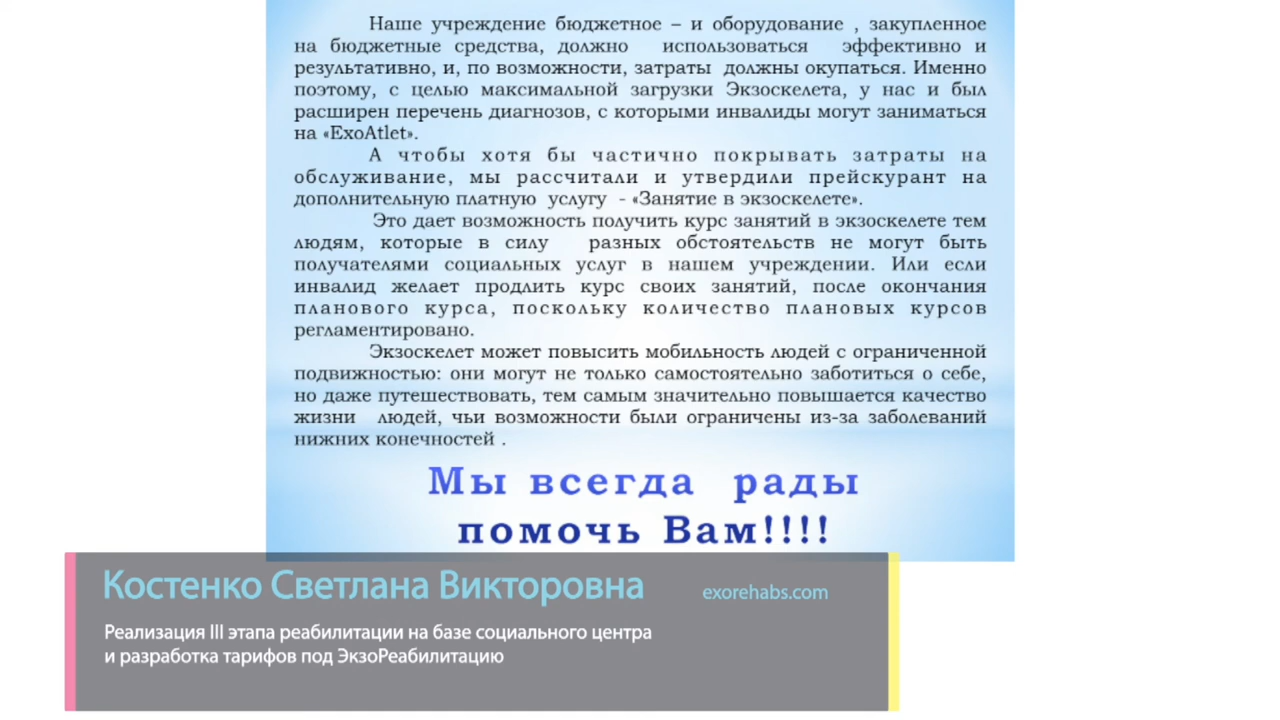 Наше учреждение бюджетное – и оборудование , закупленное
на бюджетные средства, должно использоваться эффективно и
результативно, и, по возможности, затраты должны окупаться. Именно
поэтому, с целью максимальной загрузки Экзоскелета, у нас и был
расширен перечень диагнозов, с которыми инвалиды могут заниматься
на «ExoAtlet».
А чтобы хотя бы частично покрывать затраты на
обслуживание, мы рассчитали и утвердили прейскурант на
дополнительную платную услугу - «Занятие в экзоскелете».
Это дает возможность получить курс занятий в экзоскелете тем
людям, которые в силу разных обстоятельств не могут быть
получателями социальных услуг в нашем учреждении. Или если
инвалид желает продлить курс своих занятий, после окончания
планового курса, поскольку количество плановых курсов
регламентировано.
Экзоскелет может повысить мобильность людей с ограниченной
подвижностью: они могут не только самостоятельно заботиться о себе,
но даже путешествовать, тем самым значительно повышается качество
жизни людей, чьи возможности были ограничены из-за заболеваний
нижних конечностей .
Мы всегда рады
помочь Вам!!!!
Костенко Светлана Викторовна
exorehabs.com
Реализация III этапа реабилитации на базе социального центра
и разработка тарифов под ЭкзоРеабилитацию